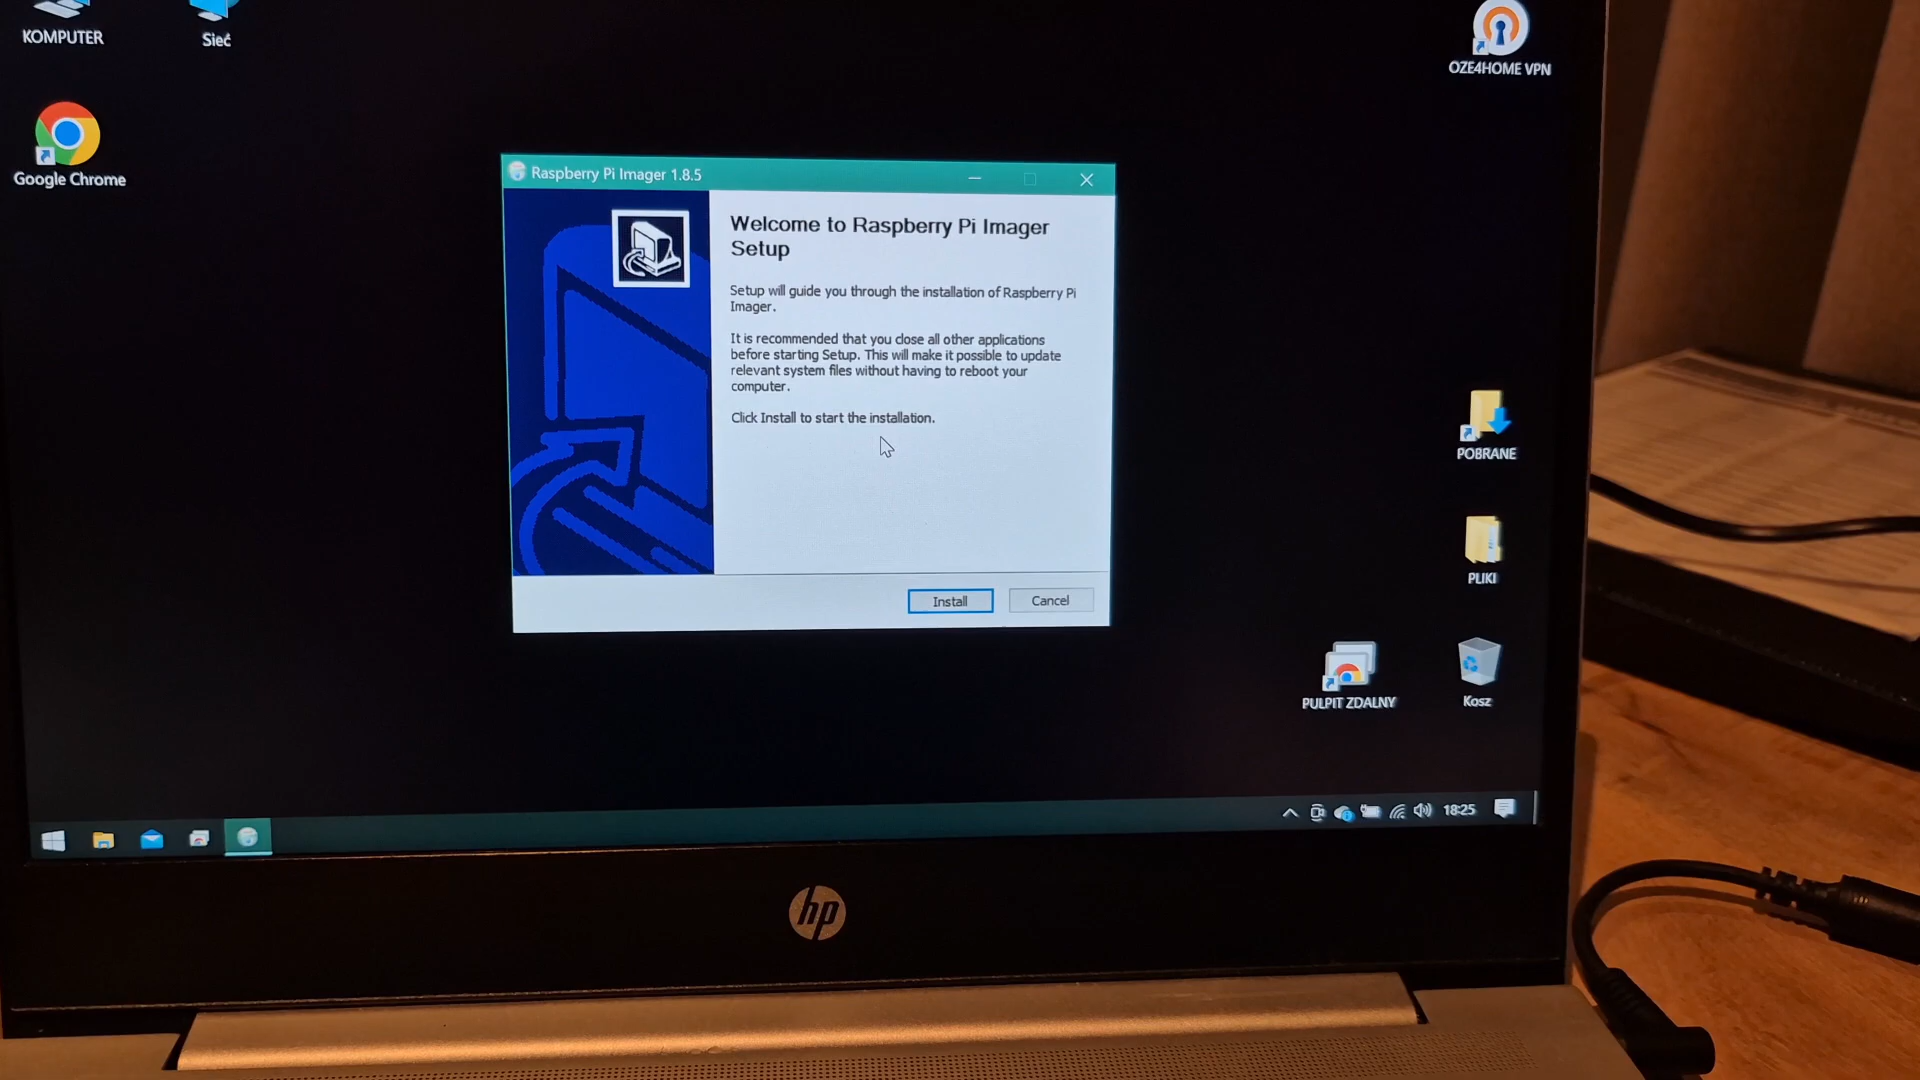 KOMPUTER
Sieć
OZE4HOME VPN
Google Chrome
Raspberry Pi Imager 1.8.5
Welcome to Raspberry Pi Imager
Setup
Setup will guide you through the installation of Raspberry Pi
Imager.
It is recommended that you close all other applications
before starting Setup. This will make it possible to update
relevant system files without having to reboot your
computer.
Click Install to start the installation.
POBRANE
PLIKI
Install
Cancel
PULPIT ZDALNY
Kosz
18:25
hp